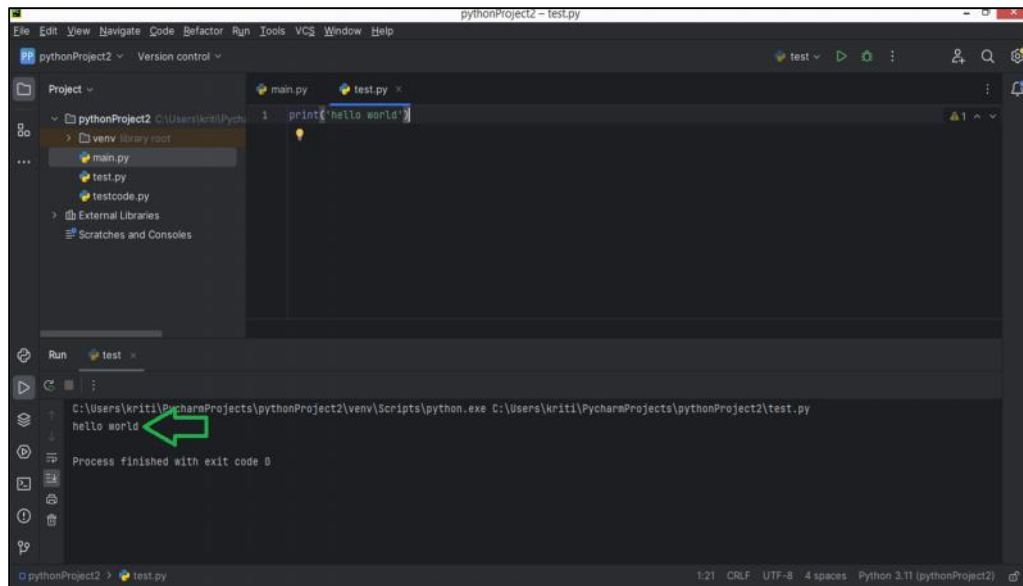 pythonProject2 – test.py
File Edit View Navigate Code Refactor Run Tools VCS Window Help
PP pythonProject2 Version control test
Project main.py test.py
pythonProject2 C:\Users\kriti\Pych
1 print('hello world')
1
venv library root
main.py
test.py
testcode.py
External Libraries
Scratches and Consoles
Run test
C:\Users\kriti\PycharmProjects\pythonProject2\venv\Scripts\python.exe C:\Users\kriti\PycharmProjects\pythonProject2\test.py
hello world
Process finished with exit code 0
pythonProject2 > test.py 1:21 CRLF UTF-8 4 spaces Python 3.11 (pythonProject2)